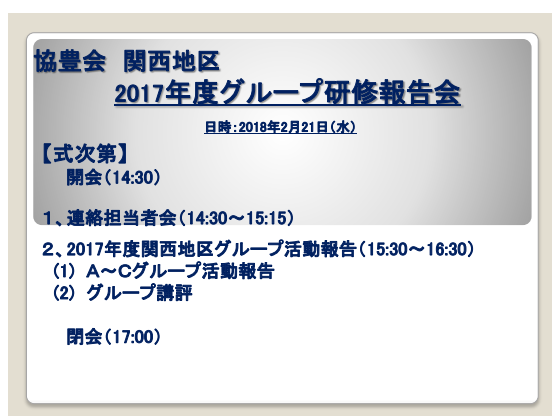 協豊会　関西地区
2017年度グループ研修報告会
日時：2018年2月21日（水）
【式次第】
開会（14:30）
１、連絡担当者会（14:30～15:15）
２、2017年度関西地区グループ活動報告（15:30～16:30）
（1） A～Cグループ活動報告
（2） グループ講評
閉会（17:00）